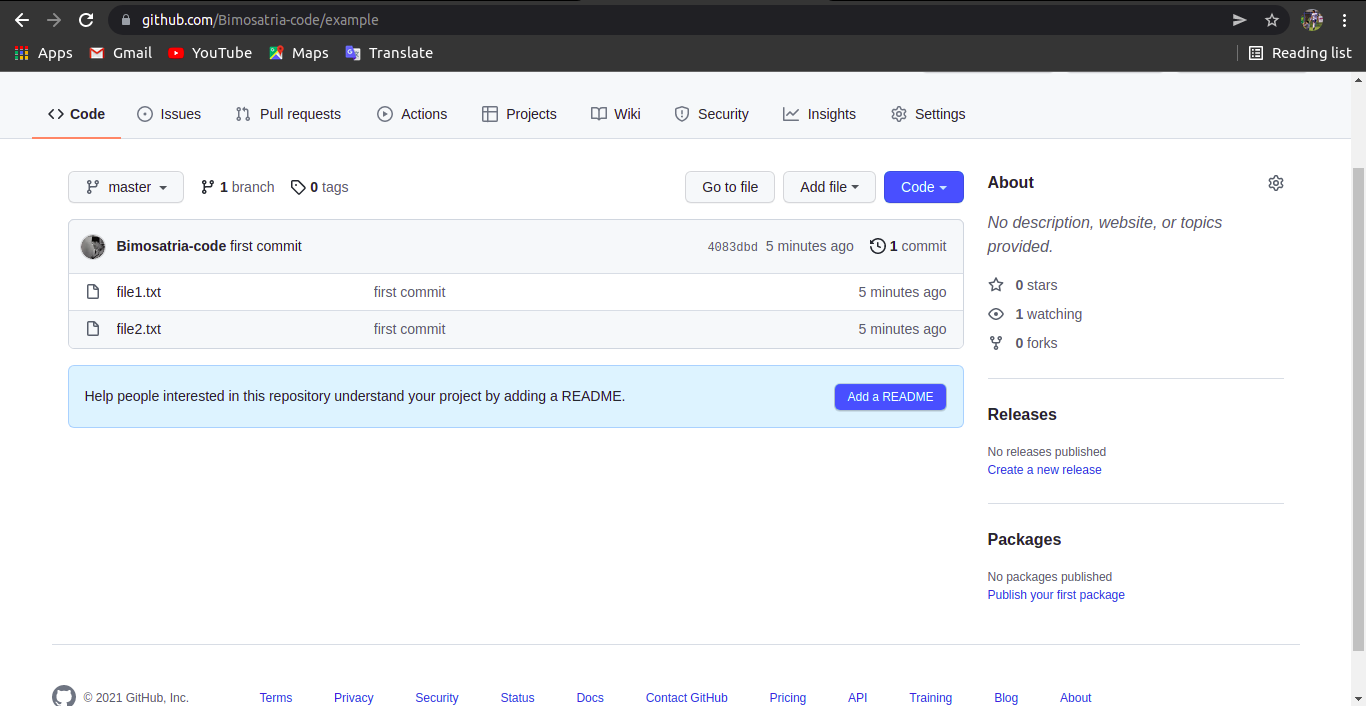 github.com/Bimosatria-code/example
Apps Gmail YouTube Maps Translate Reading list
Code Issues Pull requests Actions Projects Wiki Security Insights Settings
master 1 branch 0 tags Go to file Add file Code
Bimosatria-code first commit 4083dbd 5 minutes ago 1 commit
file1.txt first commit 5 minutes ago
file2.txt first commit 5 minutes ago
Help people interested in this repository understand your project by adding a README. Add a README
About
No description, website, or topics
provided.
0 stars
1 watching
0 forks
Releases
No releases published
Create a new release
Packages
No packages published
Publish your first package
© 2021 GitHub, Inc. Terms Privacy Security Status Docs Contact GitHub Pricing API Training Blog About